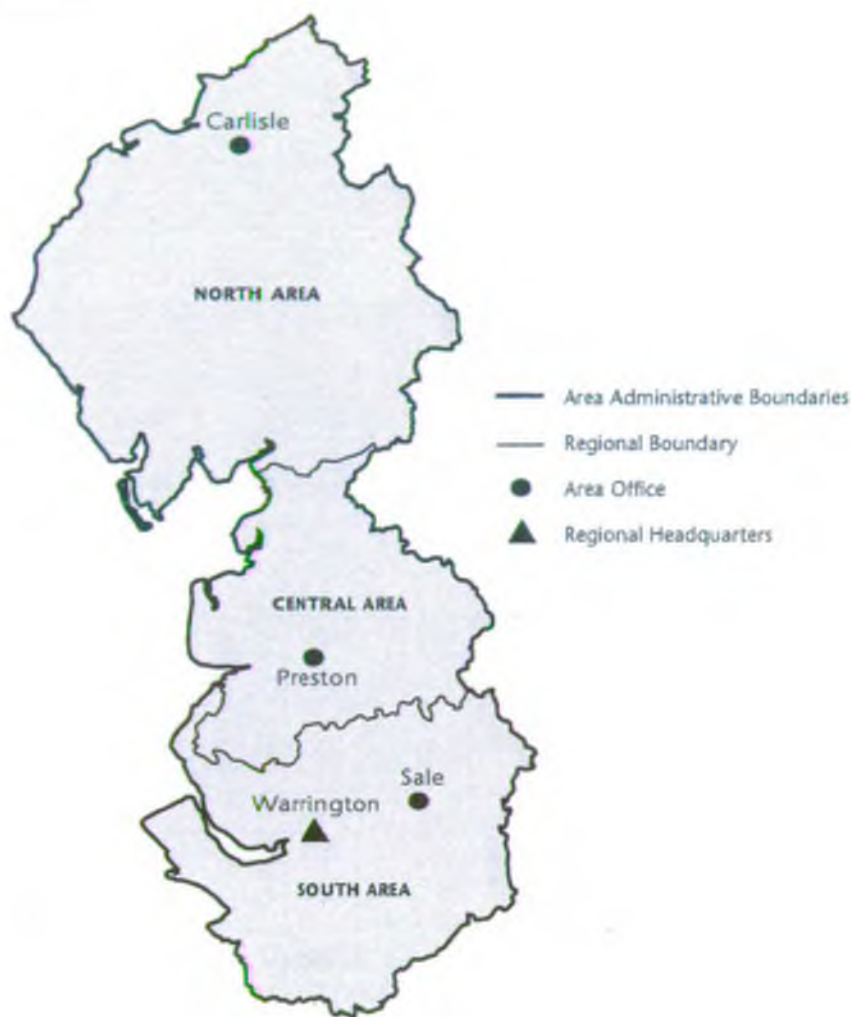 Carlisle
NORTH AREA
Area Administrative Boundaries
Regional Boundary
Area Office
Regional Headquarters
CENTRAL AREA
Preston
Sale
Warrington
SOUTH AREA